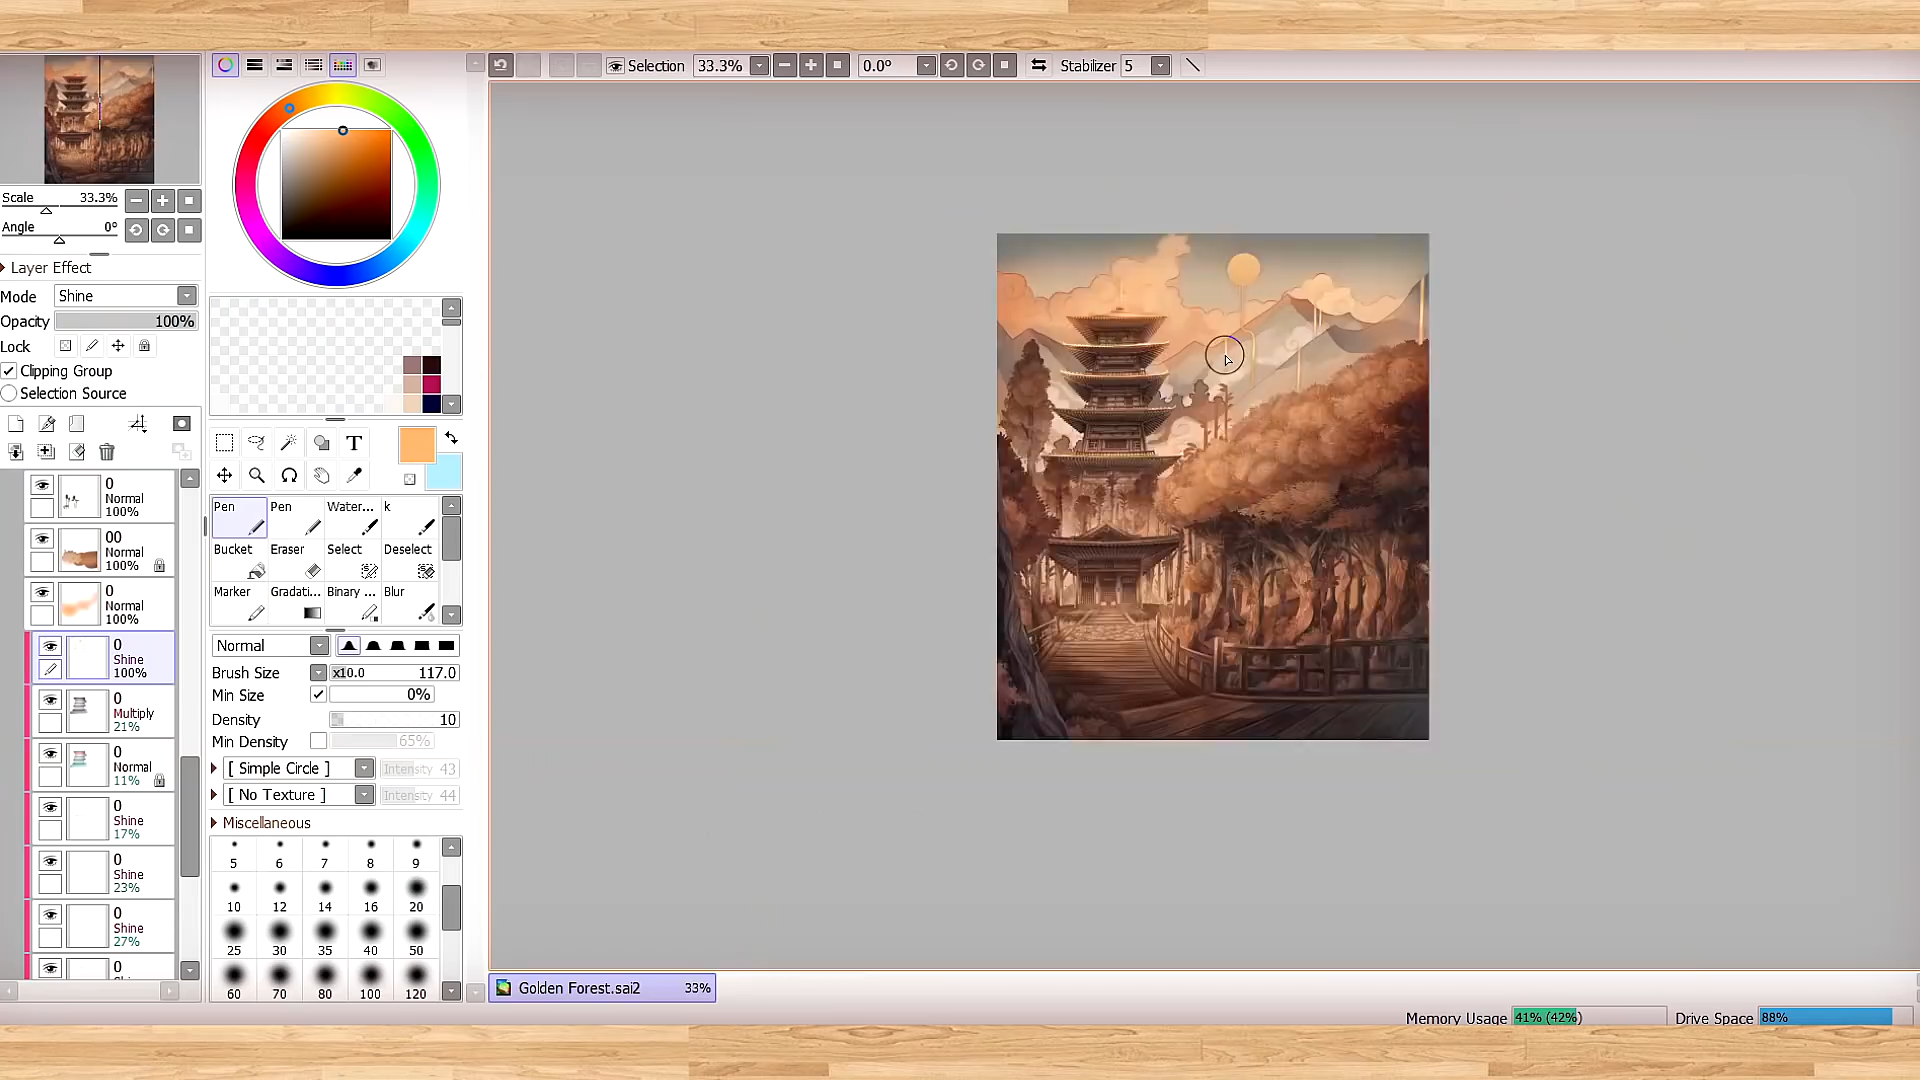 Selection 33.3% 0.0° Stabilizer 5
Scale 33.3%
Angle 0°
Layer Effect
Mode Shine
Opacity 100%
Lock
Clipping Group
Selection Source
0
Normal
100%
00
Normal
100%
0
Normal
100%
0
Shine
100%
0
Multiply
21%
0
Normal
11%
0
Shine
17%
0
Shine
23%
0
Shine
27%
0
T
Pen Pen Water... k
Bucket Eraser Select Deselect
Marker Gradati... Binary ... Blur
Normal
Brush Size x10.0 117.0
Min Size 0%
Density 10
Min Density 65%
[ Simple Circle ] Intensity 43
[ No Texture ] Intensity 44
Miscellaneous
5 6 7 8 9
10 12 14 16 20
25 30 35 40 50
60 70 80 100 120
Golden Forest.sai2 33%
Memory Usage 41% (42%) Drive Space 88%